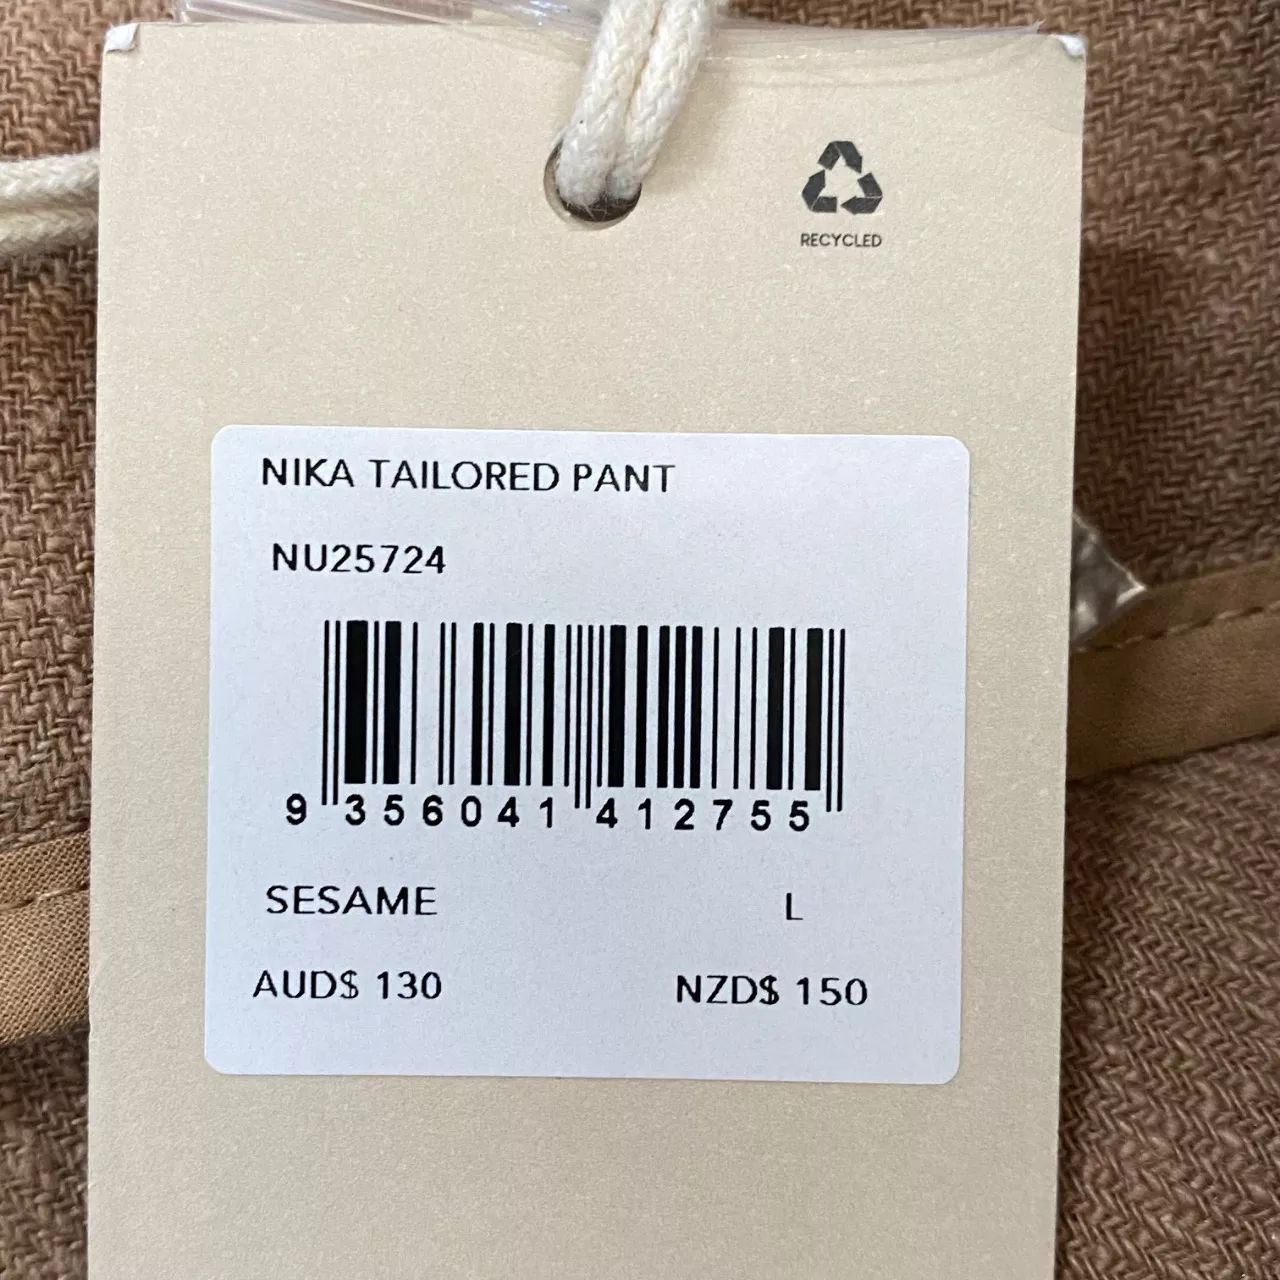 RECYCLED
NIKA TAILORED PANT
NU25724
9 356041 412755
SESAME L
AUD$ 130 NZD$ 150